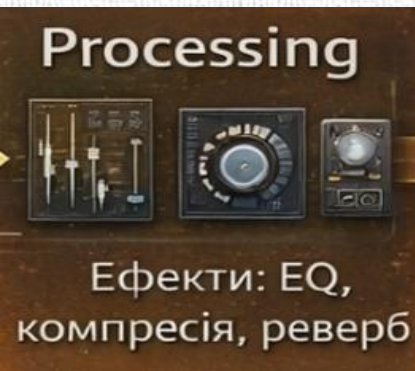 Processing
Ефекти: EQ,
компресія, реверб